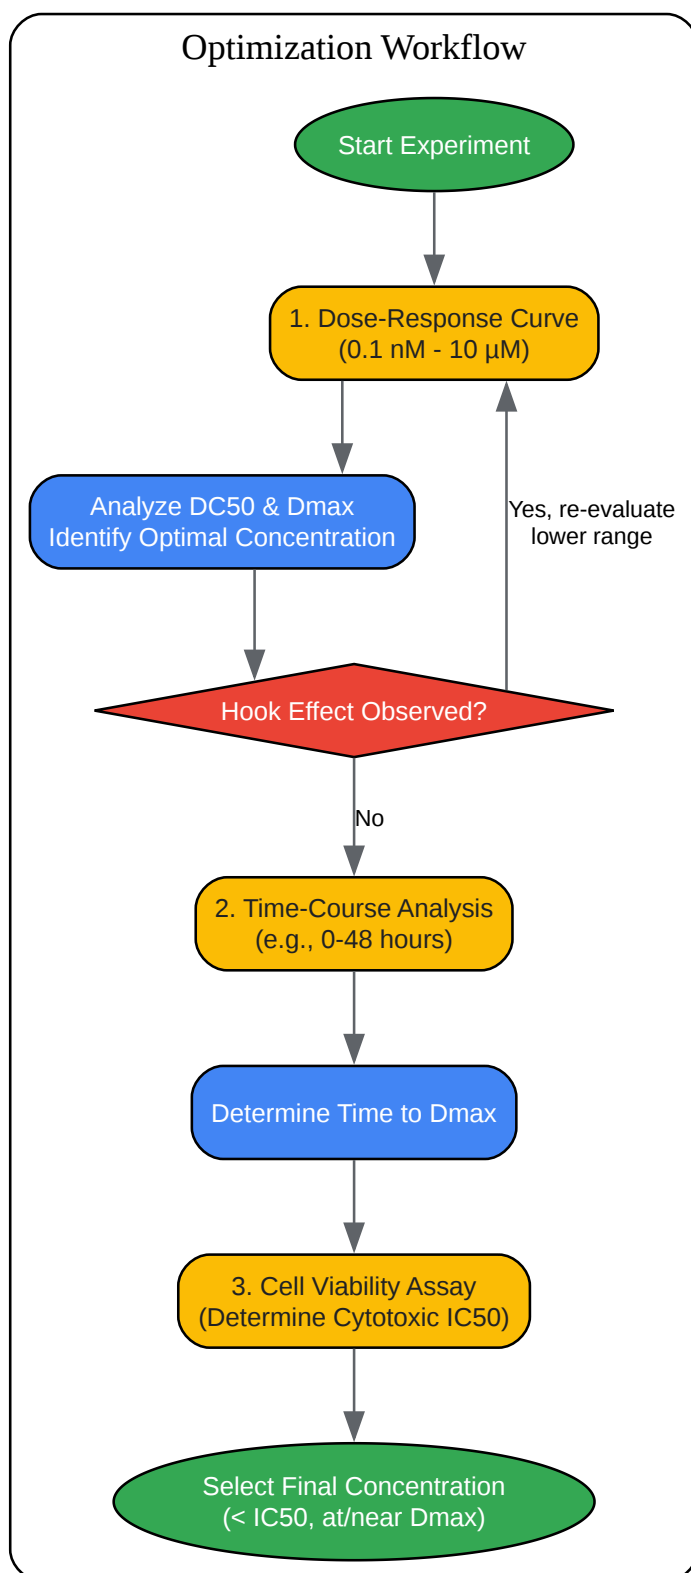 Optimization Workflow
Start Experiment
1. Dose-Response Curve
(0.1 nM - 10 µM)
Analyze DC50 & Dmax
Identify Optimal Concentration
Yes, re-evaluate
lower range
Hook Effect Observed?
No
2. Time-Course Analysis
(e.g., 0-48 hours)
Determine Time to Dmax
3. Cell Viability Assay
(Determine Cytotoxic IC50)
Select Final Concentration
(< IC50, at/near Dmax)